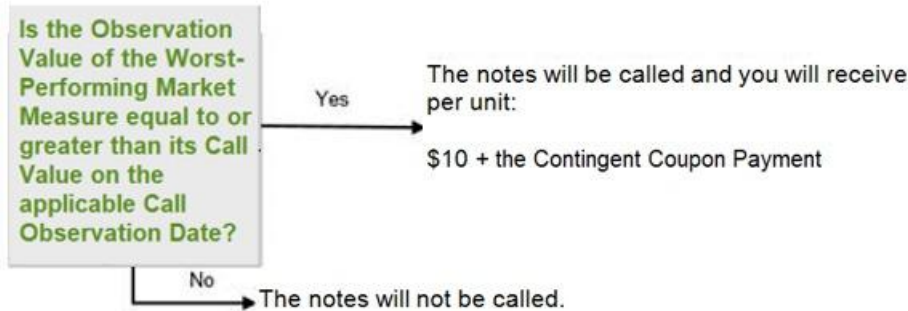 Is the Observation
Value of the Worst-
Performing Market
Measure equal to or
greater than its Call
Value on the
applicable Call
Observation Date?
Yes
The notes will be called and you will receive
per unit:
$10 + the Contingent Coupon Payment
No
The notes will not be called.